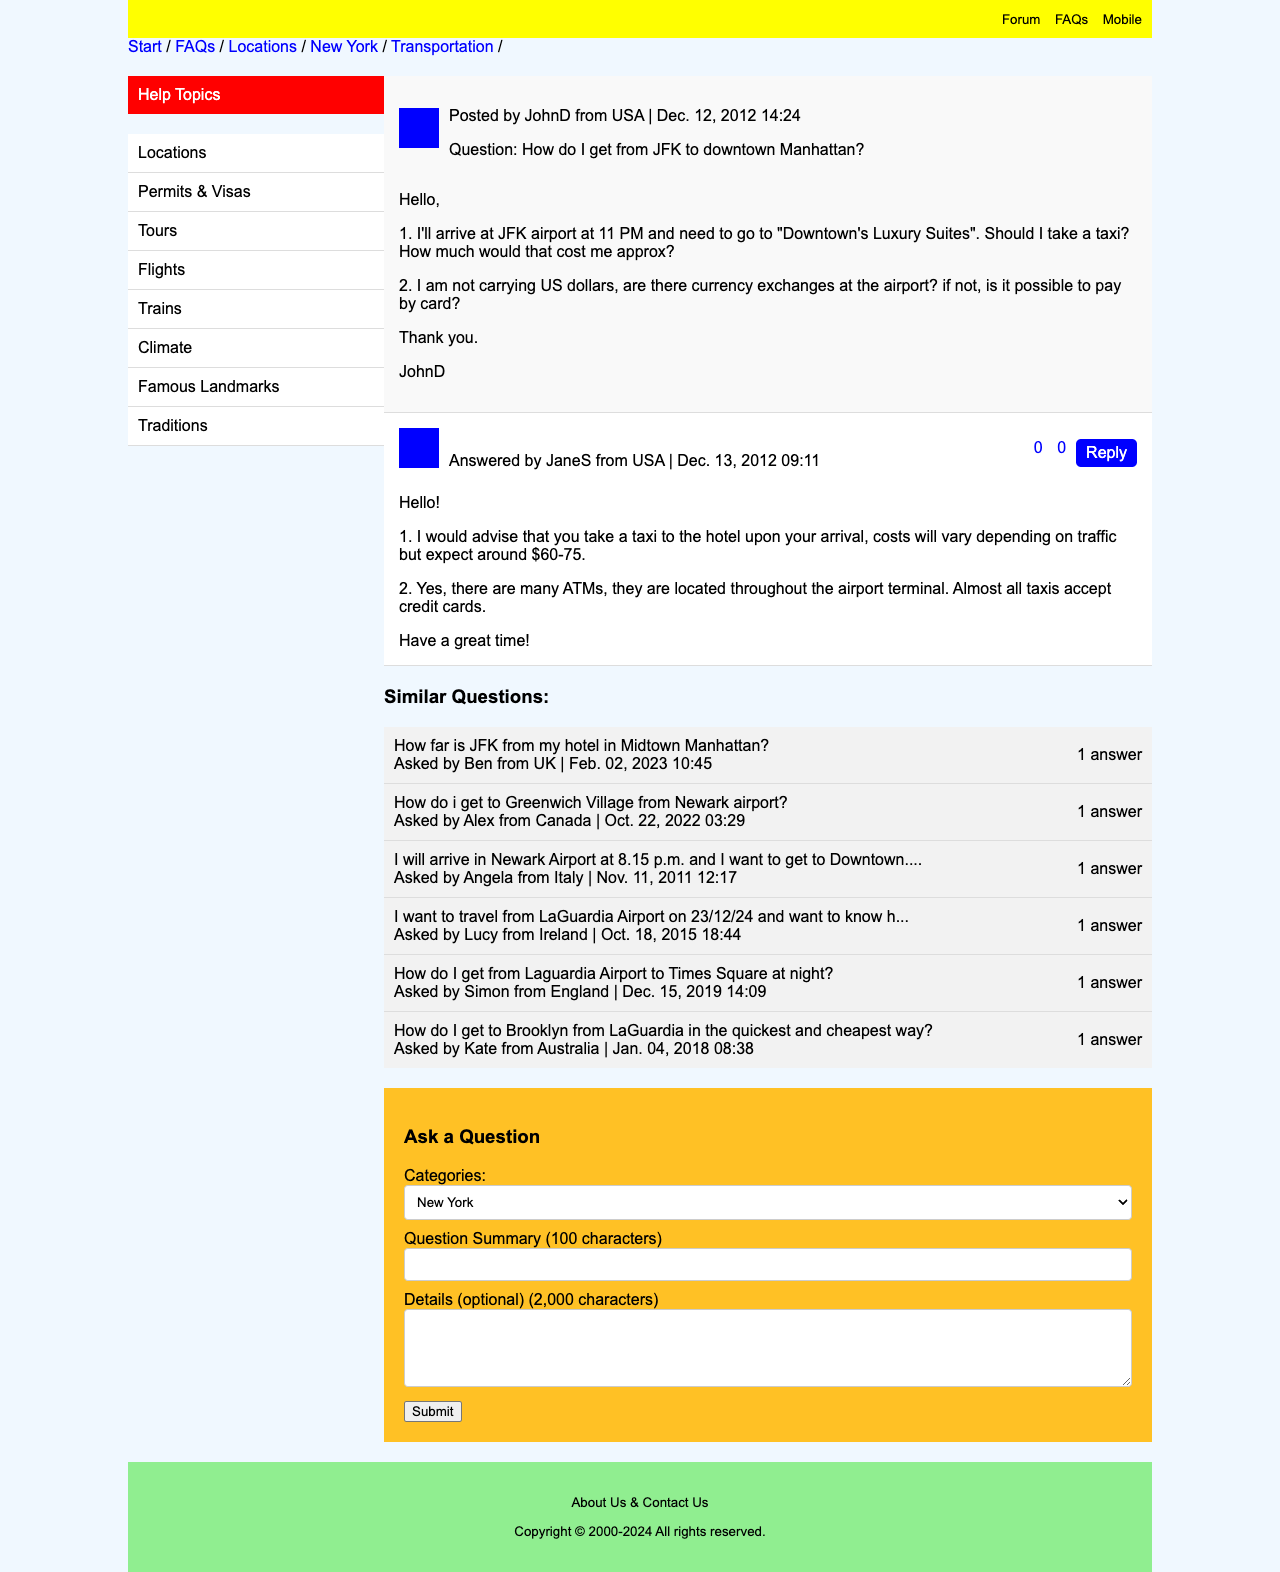 Forum FAQs Mobile
Start / FAQs / Locations / New York / Transportation /
Help Topics
Locations
Permits & Visas
Tours
Flights
Trains
Climate
Famous Landmarks
Traditions
Posted by JohnD from USA | Dec. 12, 2012 14:24
Question: How do I get from JFK to downtown Manhattan?
Hello,
1. I'll arrive at JFK airport at 11 PM and need to go to "Downtown's Luxury Suites". Should I take a taxi?
How much would that cost me approx?
2. I am not carrying US dollars, are there currency exchanges at the airport? if not, is it possible to pay
by card?
Thank you.
JohnD
Answered by JaneS from USA | Dec. 13, 2012 09:11
0 0 Reply
Hello!
1. I would advise that you take a taxi to the hotel upon your arrival, costs will vary depending on traffic
but expect around $60-75.
2. Yes, there are many ATMs, they are located throughout the airport terminal. Almost all taxis accept
credit cards.
Have a great time!
Similar Questions:
How far is JFK from my hotel in Midtown Manhattan?
Asked by Ben from UK | Feb. 02, 2023 10:45
1 answer
How do i get to Greenwich Village from Newark airport?
Asked by Alex from Canada | Oct. 22, 2022 03:29
1 answer
I will arrive in Newark Airport at 8.15 p.m. and I want to get to Downtown....
Asked by Angela from Italy | Nov. 11, 2011 12:17
1 answer
I want to travel from LaGuardia Airport on 23/12/24 and want to know h...
Asked by Lucy from Ireland | Oct. 18, 2015 18:44
1 answer
How do I get from Laguardia Airport to Times Square at night?
Asked by Simon from England | Dec. 15, 2019 14:09
1 answer
How do I get to Brooklyn from LaGuardia in the quickest and cheapest way?
Asked by Kate from Australia | Jan. 04, 2018 08:38
1 answer
Ask a Question
Categories:
New York
Question Summary (100 characters)
Details (optional) (2,000 characters)
Submit
About Us & Contact Us
Copyright © 2000-2024 All rights reserved.